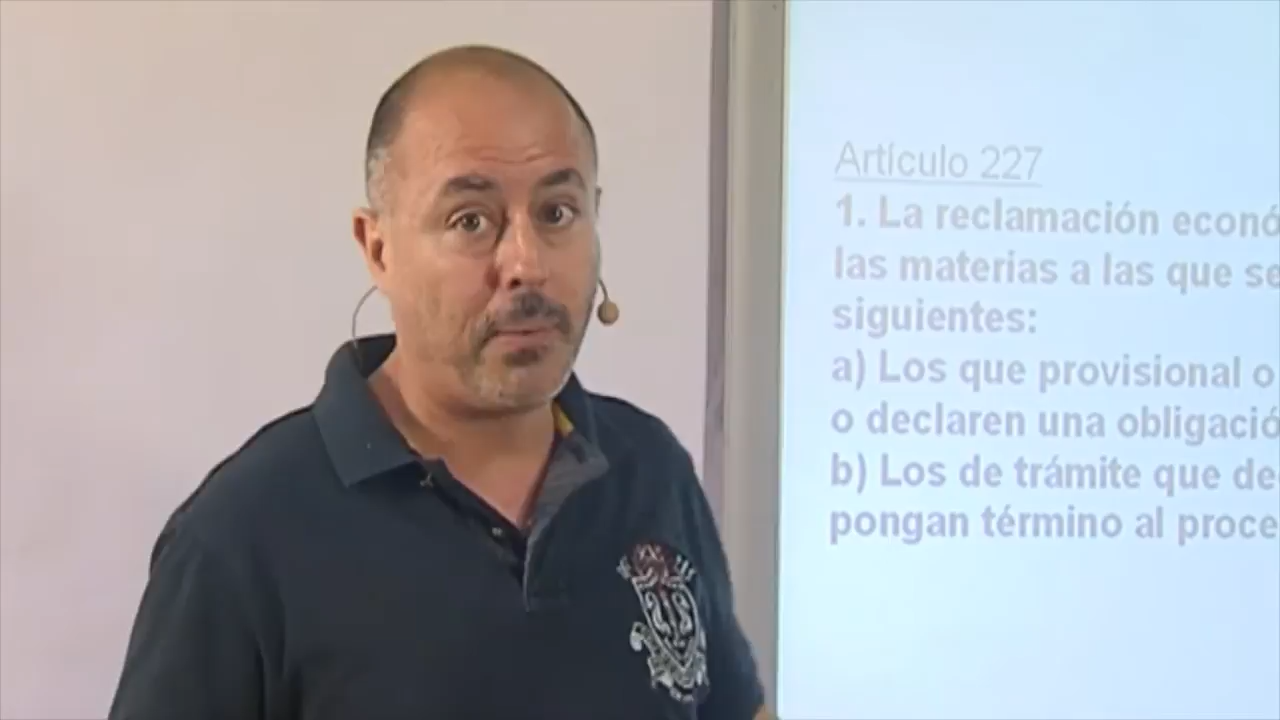 Artículo 227
1. La reclamación econó
las materias a las que se
siguientes:
a) Los que provisional o
o declaren una obligació
b) Los de trámite que de
pongan término al proce